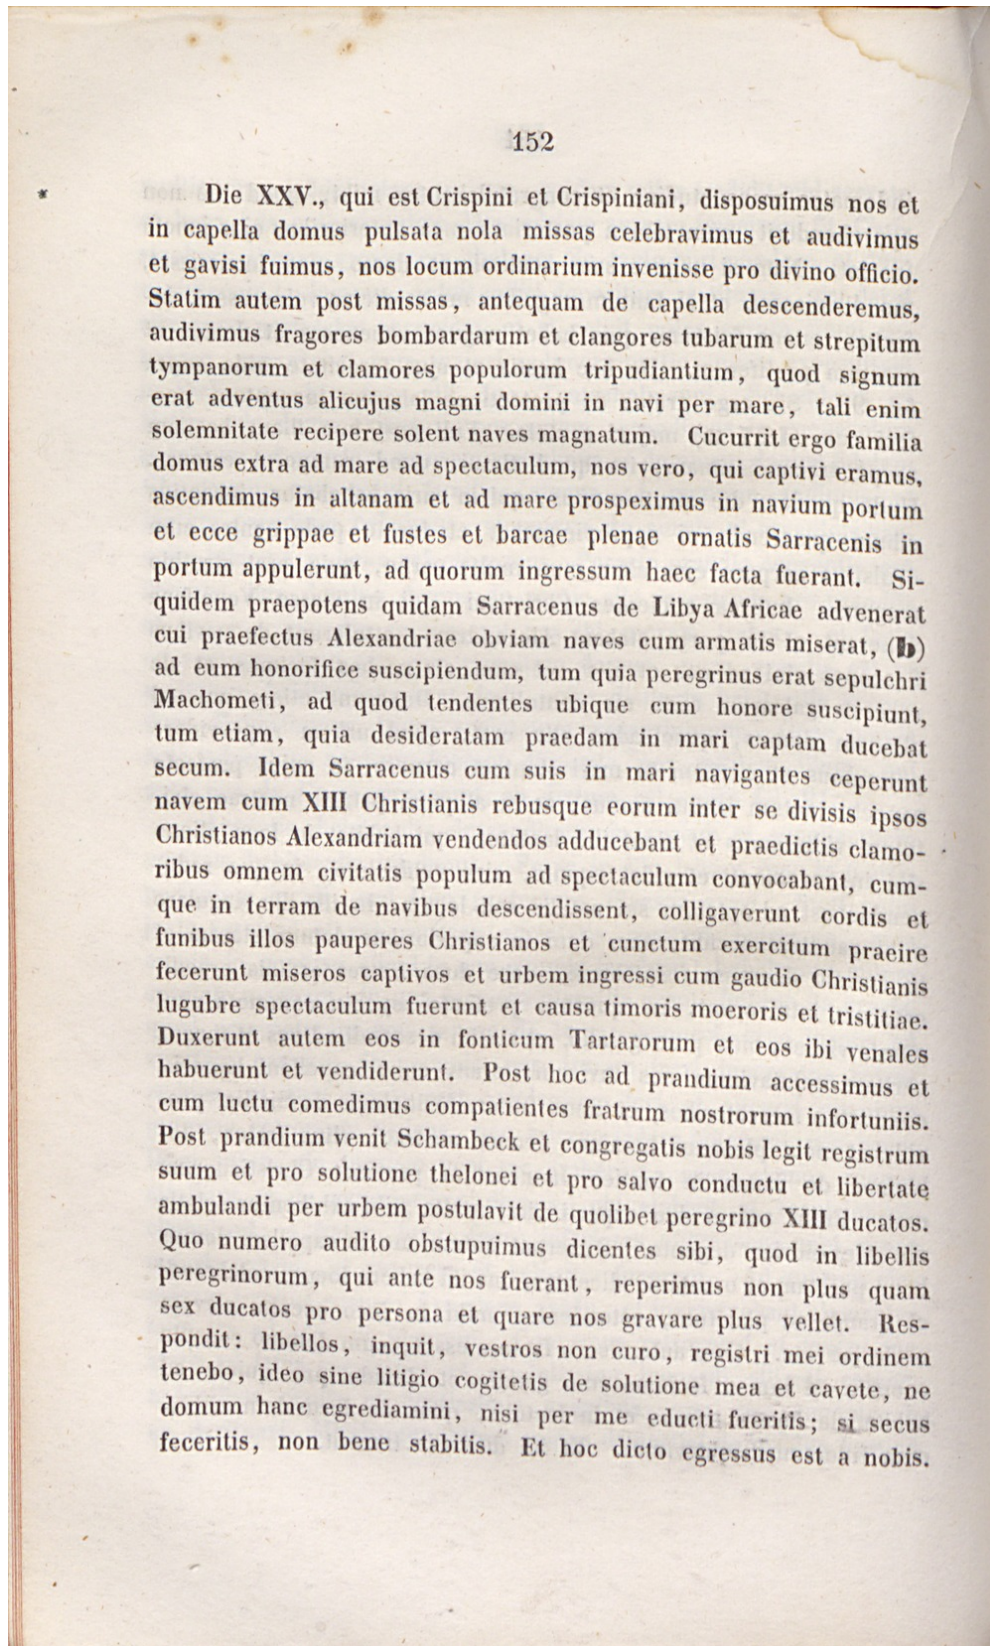 152
Die XXV., qui est Crispini et Crispiniani, disposuimus nos et
in capella domus pulsata nola missas celebravimus et audivimus
et gavisi fuimus, nos locum ordinarium invenisse pro divino officio.
Statim autem post missas, antequam de capella descenderemus,
audivimus fragores bombardarum et clangores tubarum et strepitum
tympanorum et clamores populorum tripudiantium, quod signum
erat adventus alicujus magni domini in navi per mare, tali enim
solemnitate recipere solent naves magnatum. Cucurrit ergo familia
domus extra ad mare ad spectaculum, nos vero, qui captivi eramus,
ascendimus in altanam et ad mare prospeximus in navium portum
et ecce grippae et fustes et barcae plenae ornatis Sarracenis in
portum appulerunt, ad quorum ingressum haec facta fuerant. Si-
quidem praepotens quidam Sarracenus de Libya Africae advenerat
cui praefectus Alexandriae obviam naves cum armatis miserat, (b)
ad eum honorifice suscipiendum, tum quia peregrinus erat sepulchri
Machometi, ad quod tendentes ubique cum honore suscipiunt,
tum etiam, quia desideratam praedam in mari captam ducebat
secum. Idem Sarracenus cum suis in mari navigantes ceperunt
navem cum XIII Christianis rebusque eorum inter se divisis ipsos
Christianos Alexandriam vendendos adducebant et praedictis clamo-
ribus omnem civitatis populum ad spectaculum convocabant, cum-
que in terram de navibus descendissent, colligaverunt cordis et
funibus illos pauperes Christianos et cunctum exercitum praeire
fecerunt miseros captivos et urbem ingressi cum gaudio Christianis
lugubre spectaculum fuerunt et causa timoris moeroris et tristitiae.
Duxerunt autem eos in fonticum Tartarorum et eos ibi venales
habuerunt et vendiderunt. Post hoc ad prandium accessimus et
cum luctu comedimus compatientes fratrum nostrorum infortuniis.
Post prandium venit Schambeck et congregatis nobis legit registrum
suum et pro solutione thelonei et pro salvo conductu et libertate
ambulandi per urbem postulavit de quolibet peregrino XIII ducatos.
Quo numero audito obstupuimus dicentes sibi, quod in libellis
peregrinorum, qui ante nos fuerant, reperimus non plus quam
sex ducatos pro persona et quare nos gravare plus vellet. Res-
pondit: libellos, inquit, vestros non curo, registri mei ordinem
tenebo, ideo sine litigio cogitetis de solutione mea et cavete, ne
domum hanc egrediamini, nisi per me educti fueritis; si secus
feceritis, non bene stabitis. Et hoc dicto egressus est a nobis.